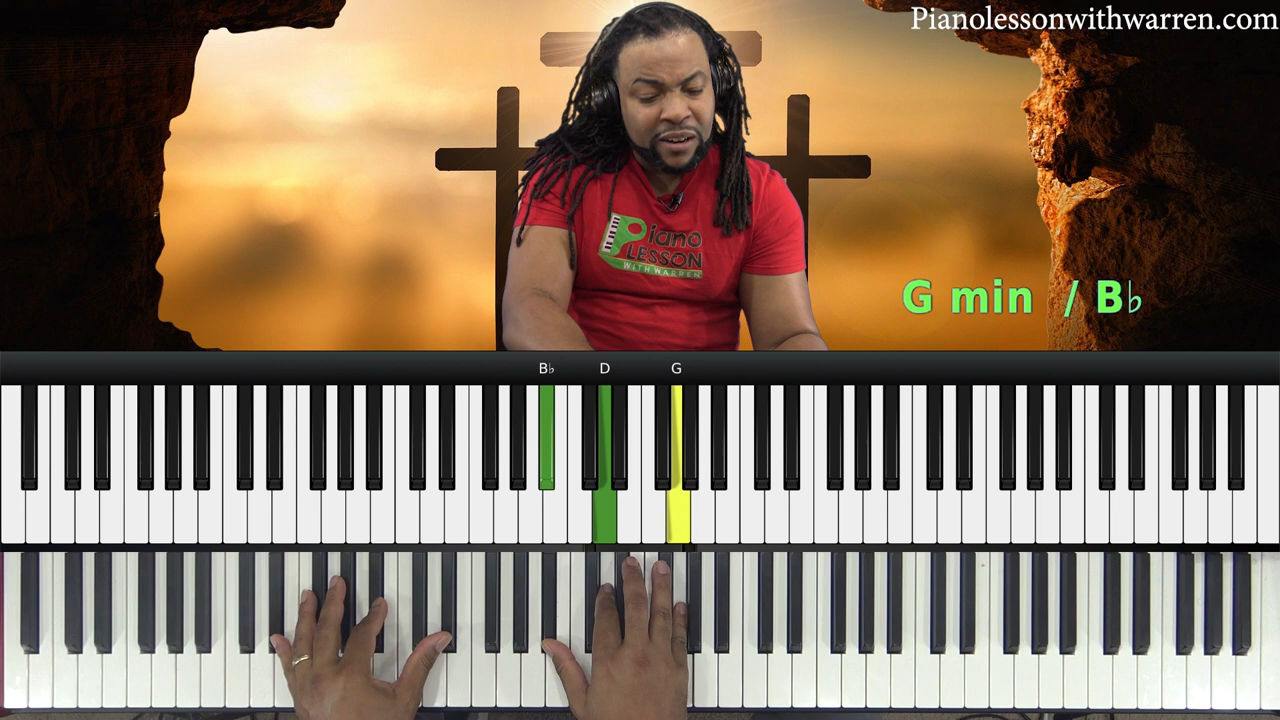 Pianolessonwithwarren.com
Piano
LESSON
WITH WARREN
G min / B♭
B♭ D G